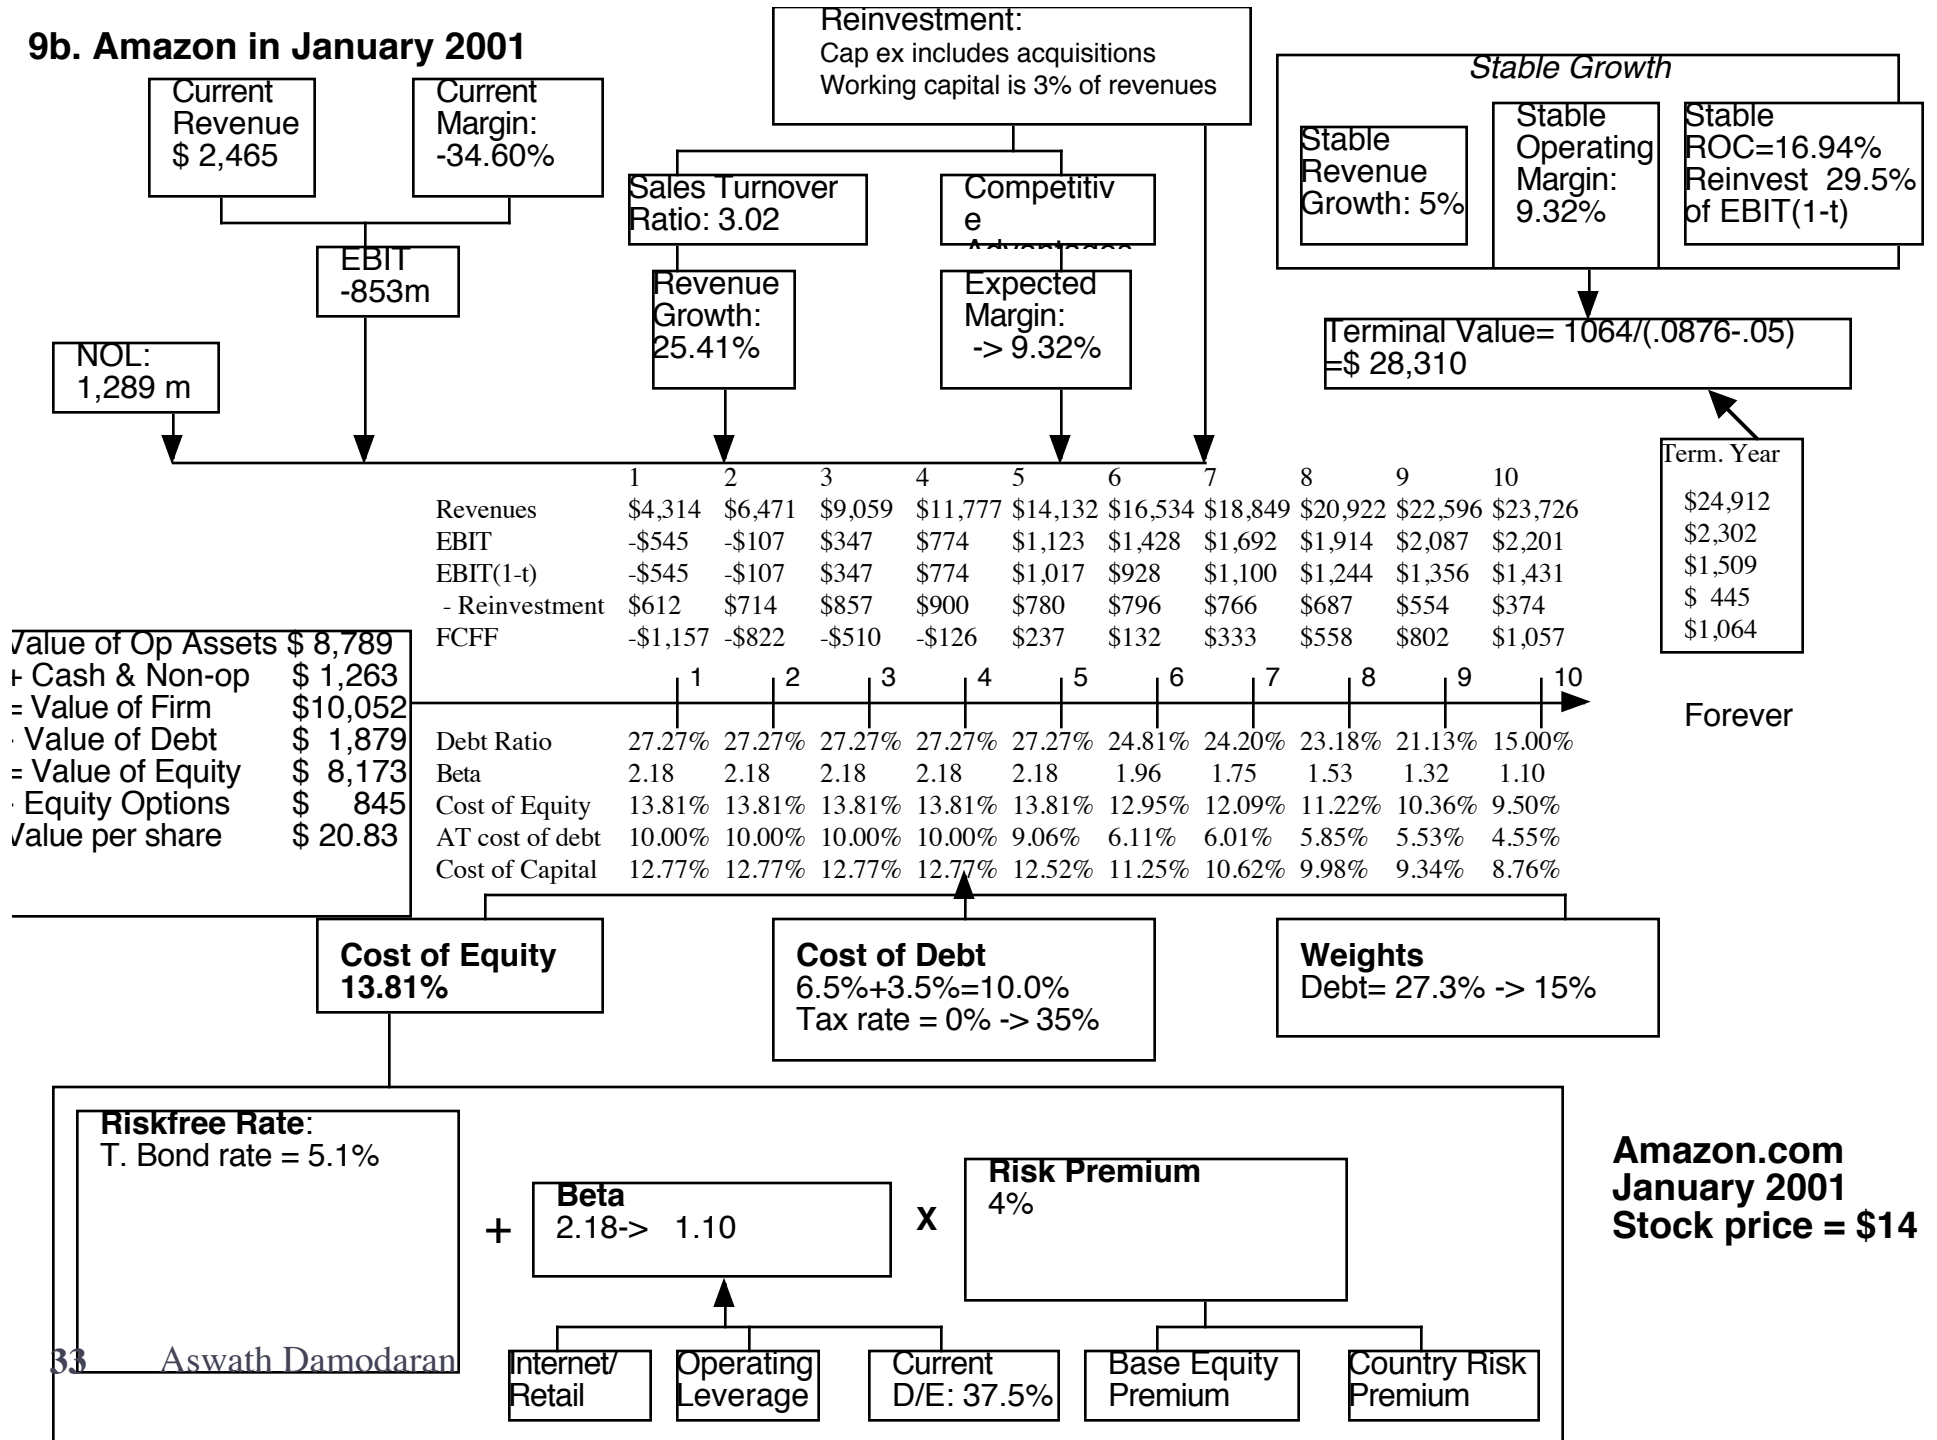 9b. Amazon in January 2001
Reinvestment:
Cap ex includes acquisitions
Working capital is 3% of revenues
Current
Revenue
$ 2,465
Current
Margin:
-34.60%
Stable Growth
Stable
Revenue
Growth: 5%
Stable
Operating
Margin:
9.32%
Stable
ROC=16.94%
Reinvest 29.5%
of EBIT(1-t)
Sales Turnover
Ratio: 3.02
Competitiv
e
Advantages
EBIT
-853m
Revenue
Growth:
25.41%
Expected
Margin:
-> 9.32%
NOL:
1,289 m
Terminal Value= 1064/(.0876-.05)
=$ 28,310
Term. Year
$24,912
$2,302
$1,509
$ 445
$1,064
1 2 3 4 5 6 7 8 9 10
Revenues $4,314 $6,471 $9,059 $11,777 $14,132 $16,534 $18,849 $20,922 $22,596 $23,726
EBIT -$545 -$107 $347 $774 $1,123 $1,428 $1,692 $1,914 $2,087 $2,201
EBIT(1-t) -$545 -$107 $347 $774 $1,017 $928 $1,100 $1,244 $1,356 $1,431
- Reinvestment $612 $714 $857 $900 $780 $796 $766 $687 $554 $374
FCFF -$1,157 -$822 -$510 -$126 $237 $132 $333 $558 $802 $1,057
1 2 3 4 5 6 7 8 9 10
Forever
Value of Op Assets $ 8,789
+ Cash & Non-op $ 1,263
= Value of Firm $10,052
- Value of Debt $ 1,879
= Value of Equity $ 8,173
- Equity Options $ 845
Value per share $ 20.83
Debt Ratio 27.27% 27.27% 27.27% 27.27% 27.27% 24.81% 24.20% 23.18% 21.13% 15.00%
Beta 2.18 2.18 2.18 2.18 2.18 1.96 1.75 1.53 1.32 1.10
Cost of Equity 13.81% 13.81% 13.81% 13.81% 13.81% 12.95% 12.09% 11.22% 10.36% 9.50%
AT cost of debt 10.00% 10.00% 10.00% 10.00% 9.06% 6.11% 6.01% 5.85% 5.53% 4.55%
Cost of Capital 12.77% 12.77% 12.77% 12.77% 12.52% 11.25% 10.62% 9.98% 9.34% 8.76%
Cost of Equity
13.81%
Cost of Debt
6.5%+3.5%=10.0%
Tax rate = 0% -> 35%
Weights
Debt= 27.3% -> 15%
Riskfree Rate:
T. Bond rate = 5.1%
+
Beta
2.18-> 1.10
X
Risk Premium
4%
Amazon.com
January 2001
Stock price = $14
Internet/
Retail
Operating
Leverage
Current
D/E: 37.5%
Base Equity
Premium
Country Risk
Premium
33 Aswath Damodaran